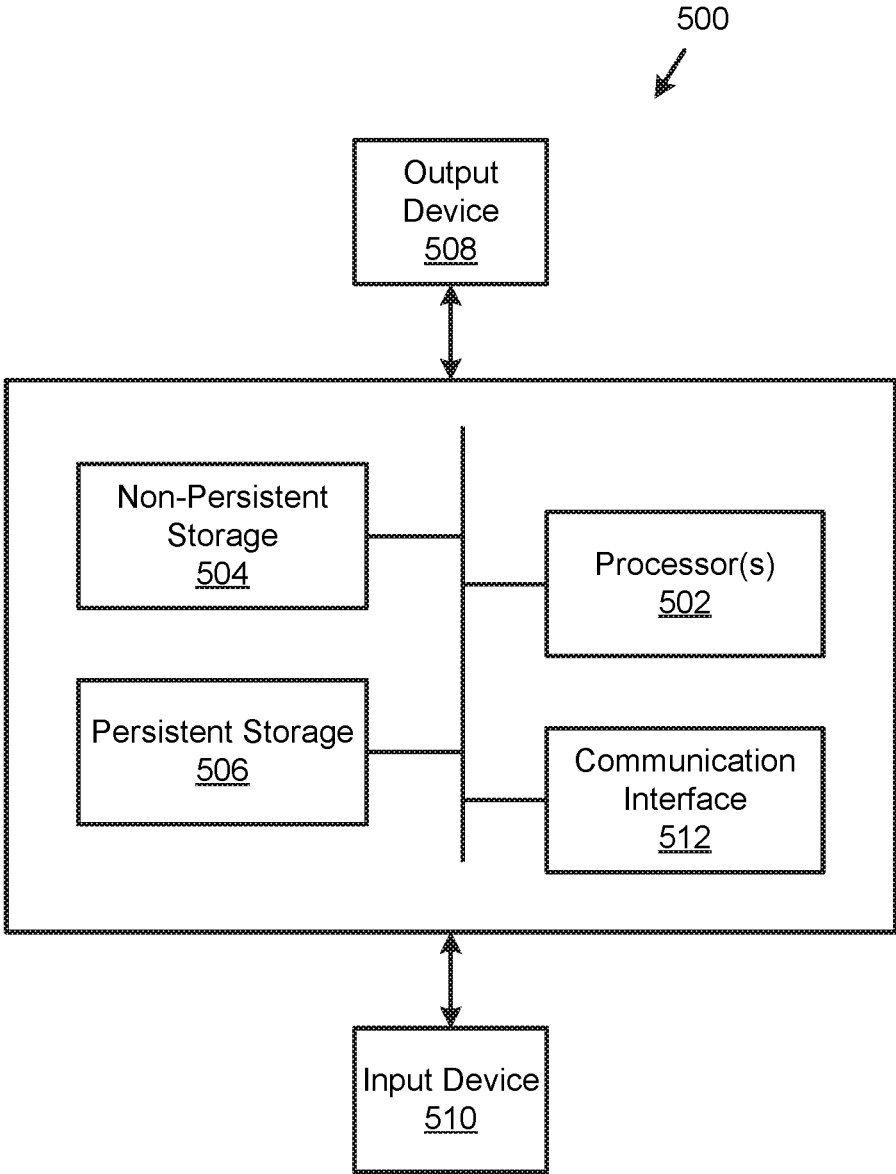 500
Output
Device
508
Non-Persistent
Storage
504
Processor(s)
502
Persistent Storage
506
Communication
Interface
512
Input Device
510